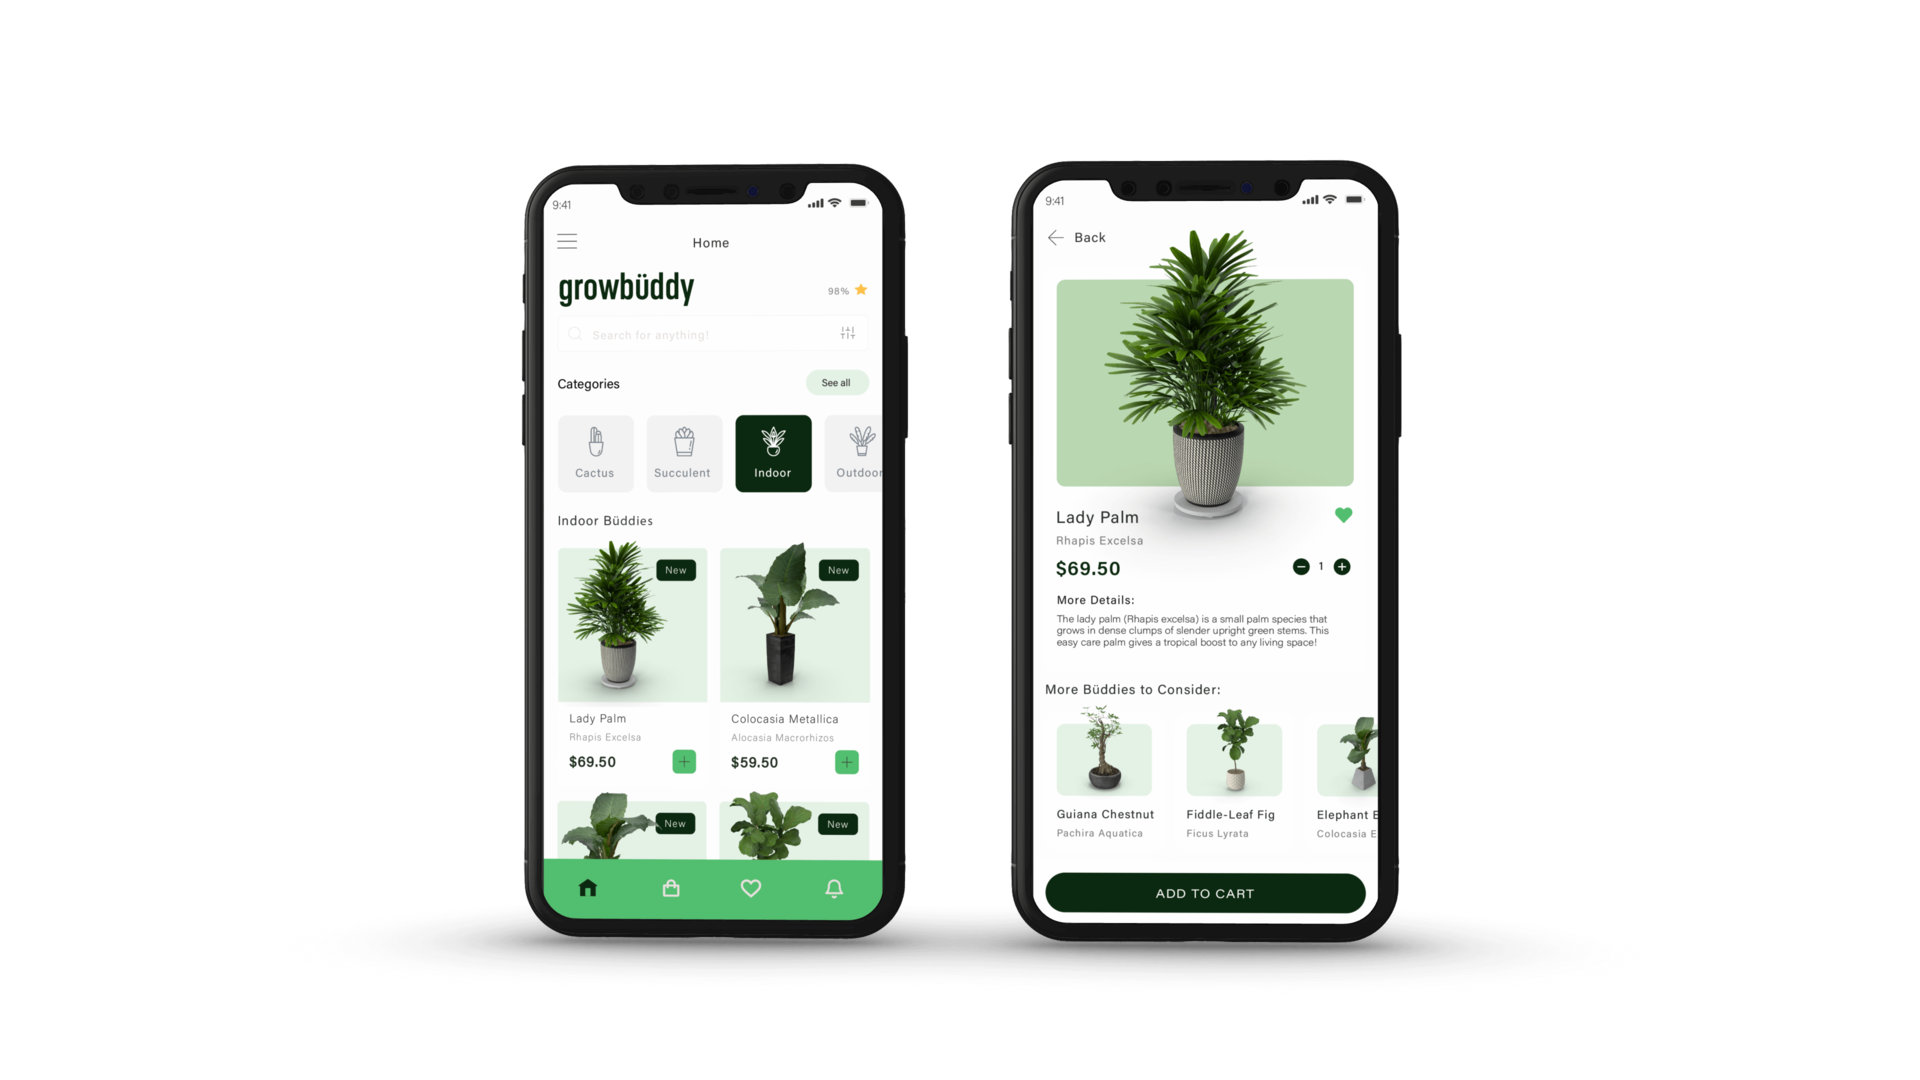 9:41
Home
growbüddy
98%
Search for anything!
Categories
See all
Cactus
Succulent
Indoor
Outdoor
Indoor Büddies
New
New
Lady Palm
Rhapis Excelsa
$69.50
Colocasia Metallica
Alocasia Macrorhizos
$59.50
New
New
9:41
Back
Lady Palm
Rhapis Excelsa
$69.50
1
More Details:
The lady palm (Rhapis excelsa) is a small palm species that
grows in dense clumps of slender upright green stems. This
easy care palm gives a tropical boost to any living space!
More Büddies to Consider:
Guiana Chestnut
Pachira Aquatica
Fiddle-Leaf Fig
Ficus Lyrata
Elephant E
Colocasia E
ADD TO CART